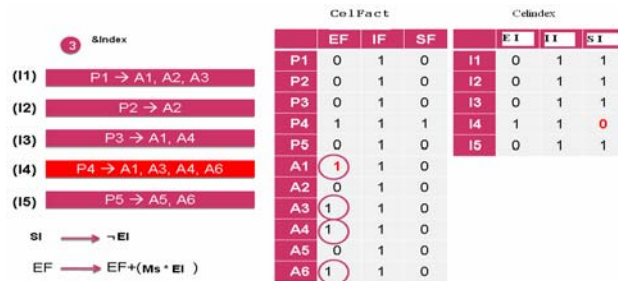 3 &Index
(I1) P1 → A1, A2, A3
(I2) P2 → A2
(I3) P3 → A1, A4
(I4) P4 → A1, A3, A4, A6
(I5) P5 → A5, A6
SI → ¬ EI
EF → EF+(Ms * EI )
ColFact
EF IF SF
P1 0 1 0
P2 0 1 0
P3 0 1 0
P4 1 1 1
P5 0 1 0
A1 1 1 0
A2 0 1 0
A3 1 1 0
A4 1 1 0
A5 0 1 0
A6 1 1 0
Celindex
EI II SI
I1 0 1 1
I2 0 1 1
I3 0 1 1
I4 1 1 0
I5 0 1 1